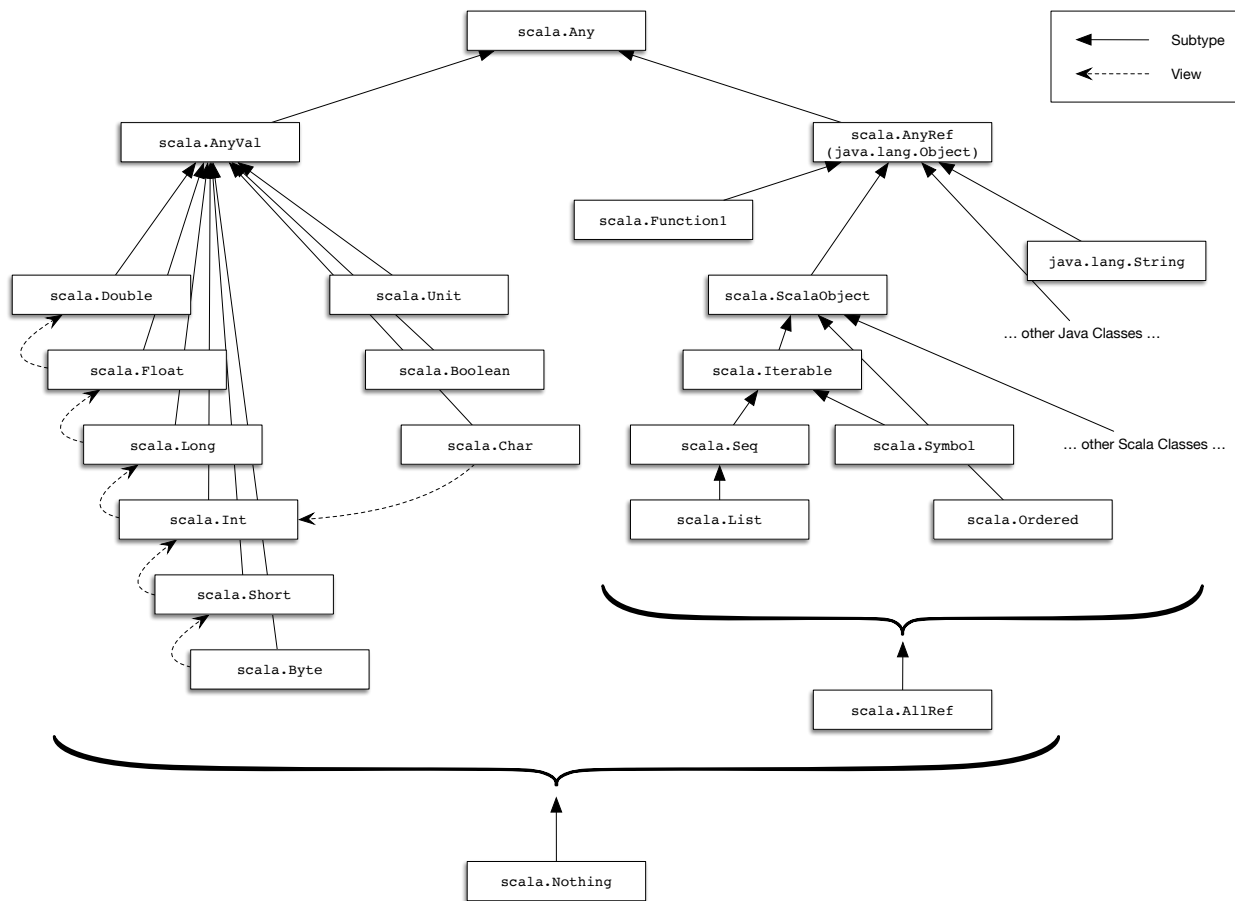 scala.Any
Subtype
View
scala.AnyVal
scala.AnyRef
(java.lang.Object)
scala.Function1
java.lang.String
scala.Double
scala.Unit
scala.ScalaObject
... other Java Classes ...
scala.Float
scala.Boolean
scala.Iterable
scala.Long
scala.Char
scala.Seq
scala.Symbol
... other Scala Classes ...
scala.Int
scala.List
scala.Ordered
scala.Short
scala.Byte
scala.AllRef
scala.Nothing